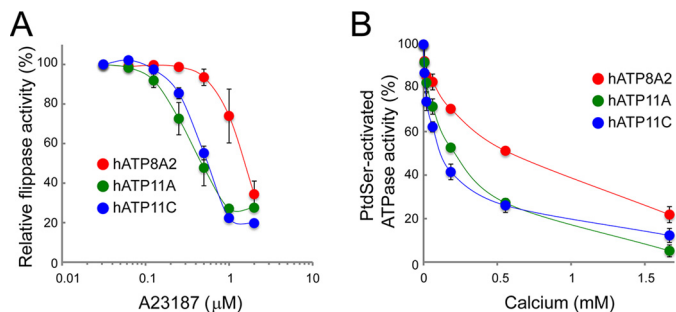 A
Relative flippase activity (%)
120
100
80
60
40
20
0
hATP8A2
hATP11A
hATP11C
0.01
0.1
1
10
A23187 (μM)
B
PtdSer-activated
ATPase activity (%)
100
80
60
40
20
0
hATP8A2
hATP11A
hATP11C
0
0.5
1
1.5
Calcium (mM)